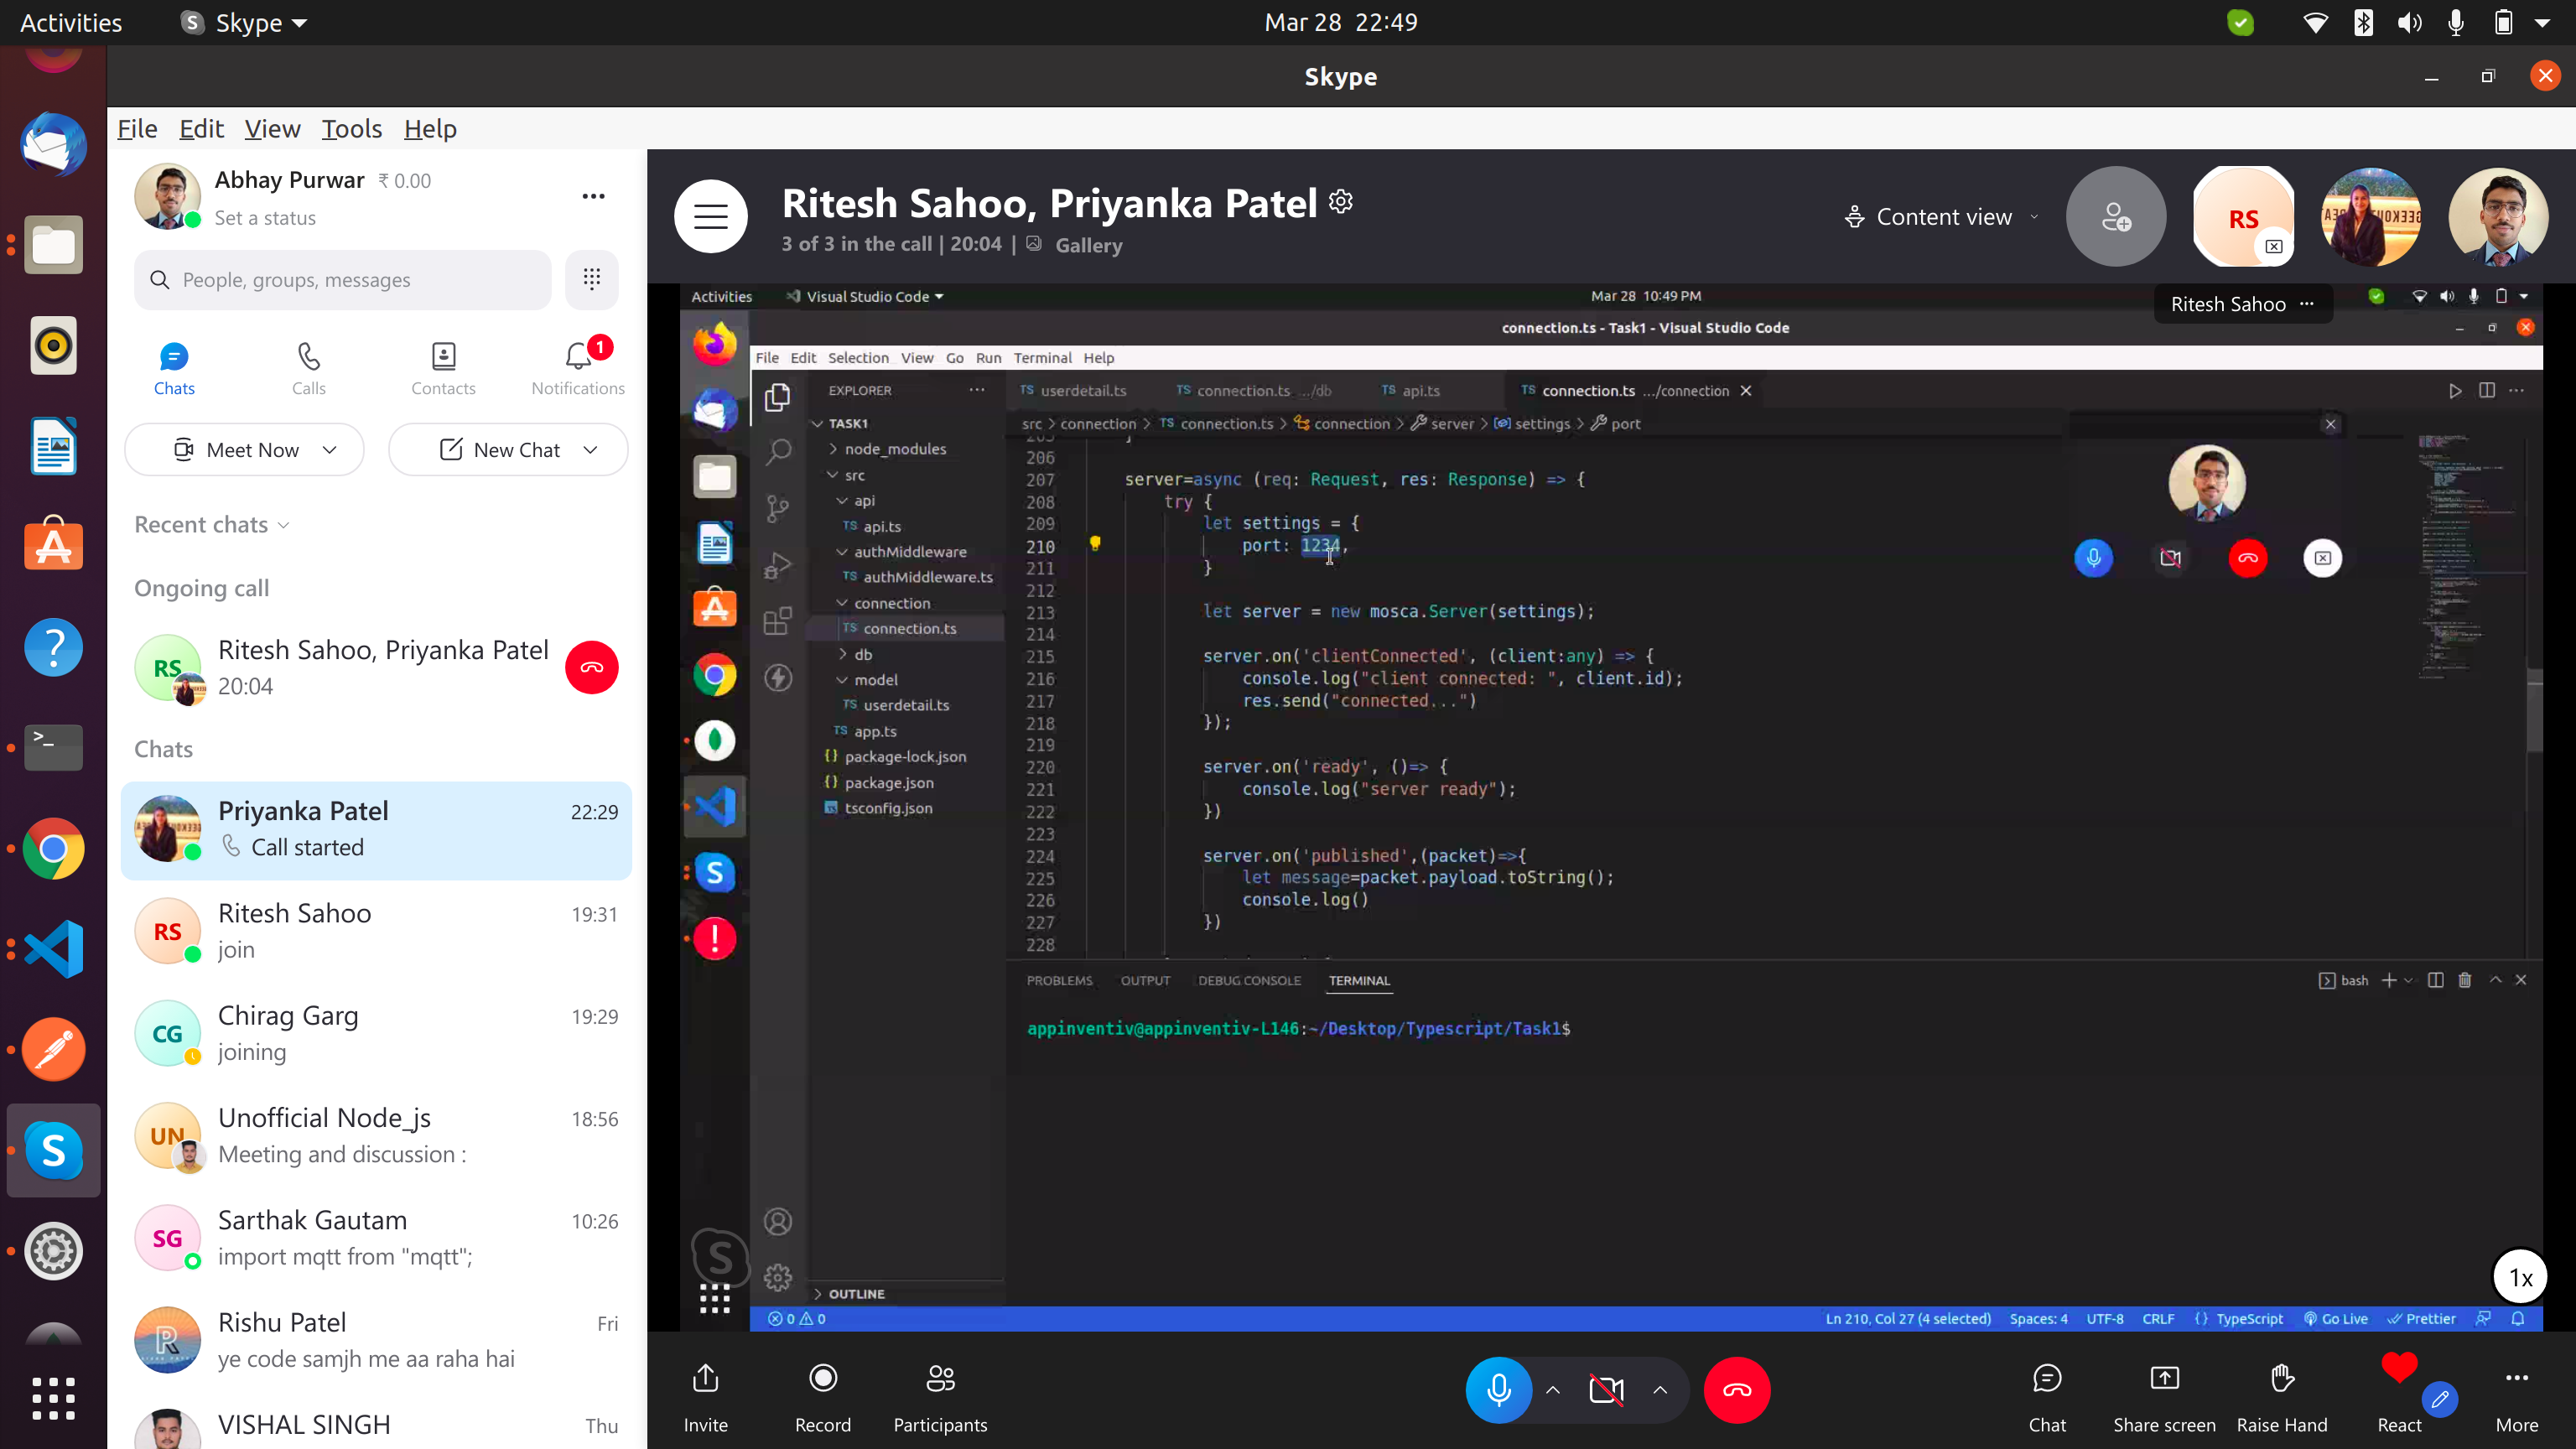 Activities
Skype
Mar 28 22:49
Skype
File Edit View Tools Help
Abhay Purwar ₹ 0.00
Set a status
People, groups, messages
Chats
Calls
Contacts
Notifications
1
Meet Now
New Chat
Recent chats
Ongoing call
RS
Ritesh Sahoo, Priyanka Patel
20:04
Chats
Priyanka Patel 22:29
Call started
RS
Ritesh Sahoo 19:31
join
CG
Chirag Garg 19:29
joining
UN
Unofficial Node_js 18:56
Meeting and discussion :
SG
Sarthak Gautam 10:26
import mqtt from "mqtt";
Rishu Patel Fri
ye code samjh me aa raha hai
VISHAL SINGH Thu
Ritesh Sahoo, Priyanka Patel
3 of 3 in the call | 20:04 | Gallery
Content view
RS
Activities
Visual Studio Code
Mar 28 10:49 PM
Ritesh Sahoo ...
connection.ts - Task1 - Visual Studio Code
File Edit Selection View Go Run Terminal Help
EXPLORER
TASK1
node_modules
src
api
TS api.ts
authMiddleware
TS authMiddleware.ts
connection
TS connection.ts
db
model
TS userdetail.ts
TS app.ts
{} package-lock.json
{} package.json
tsconfig.json
OUTLINE
TS userdetail.ts
TS connection.ts .../db
TS api.ts
TS connection.ts .../connection
src > connection > TS connection.ts > connection > server > settings > port
205 }
206
207 server=async (req: Request, res: Response) => {
208 try {
209 let settings = {
210 port: 1234,
211 }
212
213 let server = new mosca.Server(settings);
214
215 server.on('clientConnected', (client:any) => {
216 console.log("client connected: ", client.id);
217 res.send("connected...")
218 });
219
220 server.on('ready', ()=> {
221 console.log("server ready");
222 })
223
224 server.on('published',(packet)=>{
225 let message=packet.payload.toString();
226 console.log()
227 })
228
PROBLEMS OUTPUT DEBUG CONSOLE TERMINAL
bash
appinventiv@appinventiv-L146:~/Desktop/Typescript/Task1$
0 0
Ln 210, Col 27 (4 selected) Spaces: 4 UTF-8 CRLF {} TypeScript Go Live Prettier
1x
Invite
Record
Participants
Chat
Share screen
Raise Hand
React
More